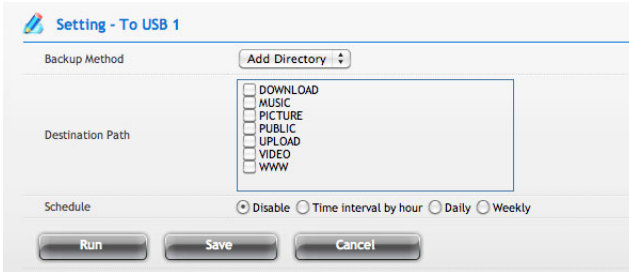 Setting - To USB 1
Backup Method Add Directory
Destination Path
DOWNLOAD
MUSIC
PICTURE
PUBLIC
UPLOAD
VIDEO
WWW
Schedule Disable Time interval by hour Daily Weekly
Run Save Cancel